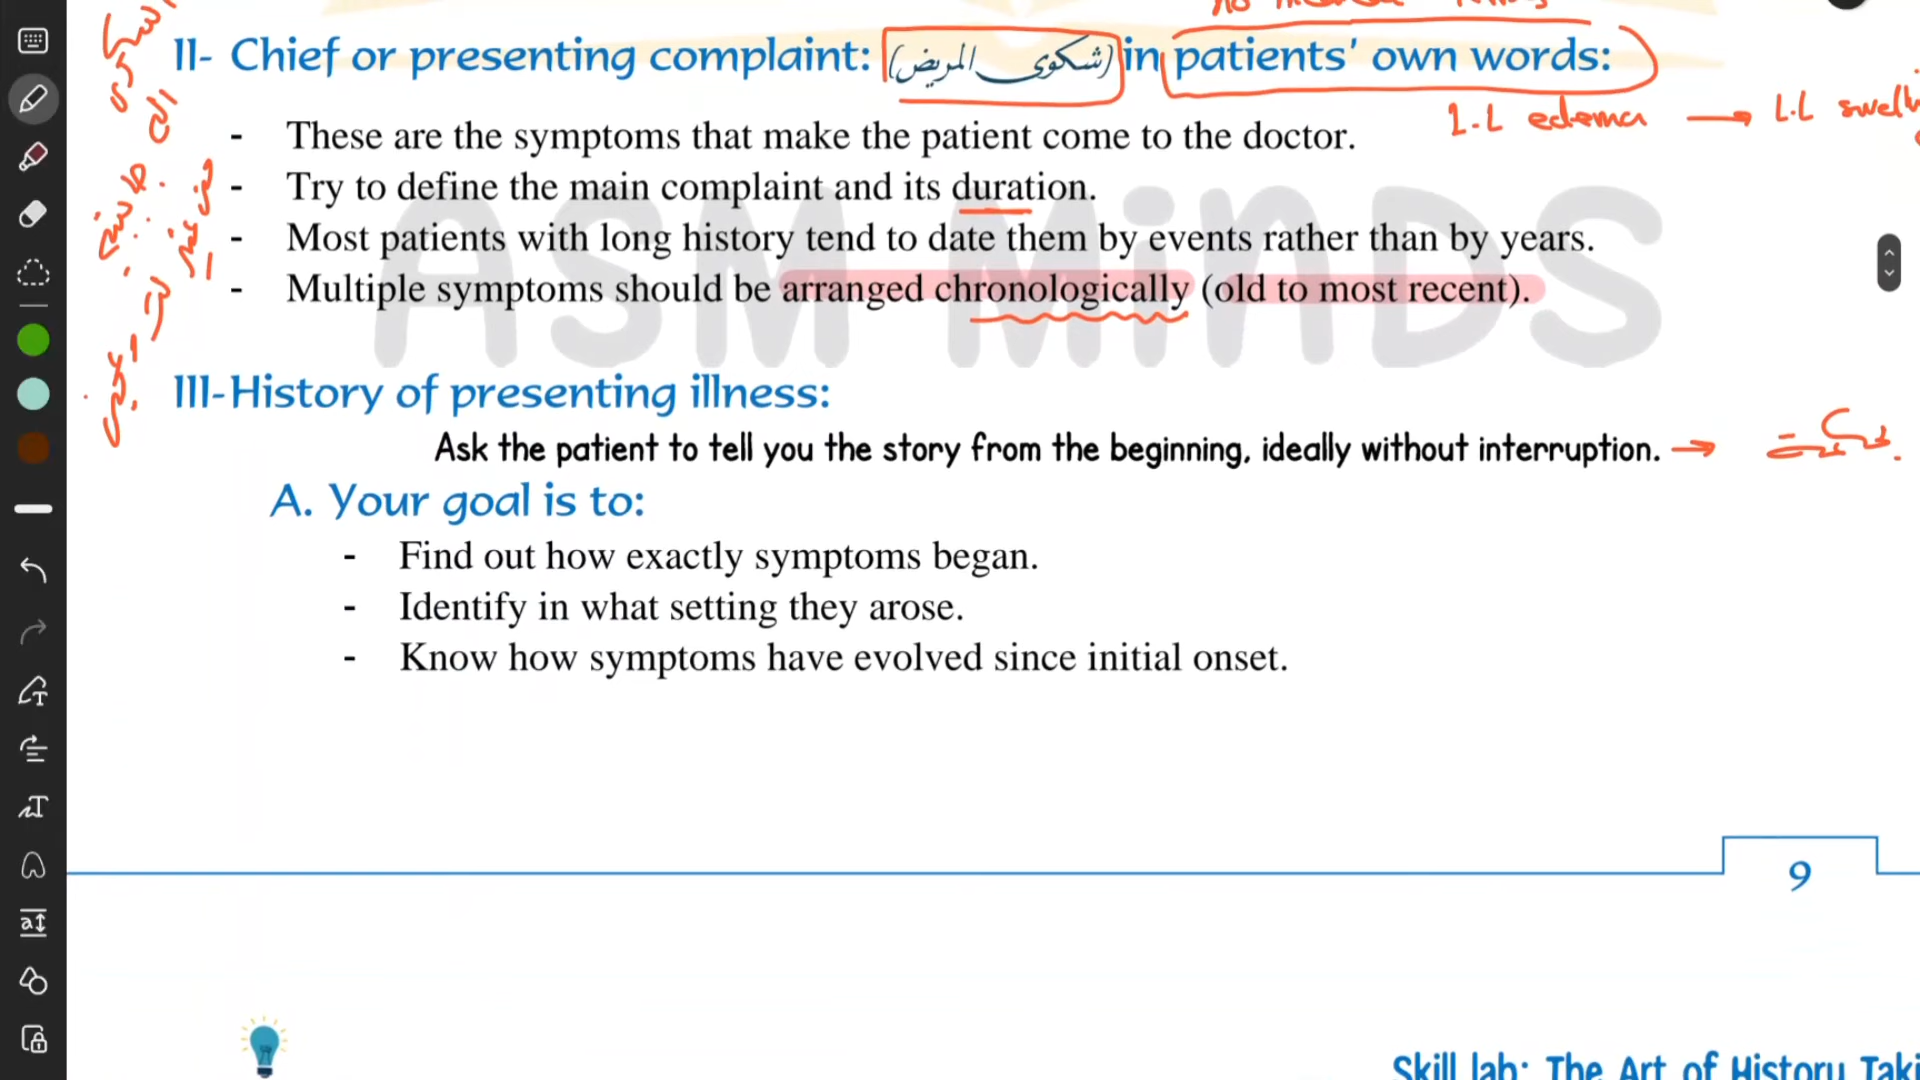 II- Chief or presenting complaint: (شكوى المريض) in patients' own words:
L.L edema → L.L
- These are the symptoms that make the patient come to the doctor.
- Try to define the main complaint and its duration.
- Most patients with long history tend to date them by events rather than by years.
- Multiple symptoms should be arranged chronologically (old to most recent).
ASM MiNDS
III-History of presenting illness:
Ask the patient to tell you the story from the beginning, ideally without interruption. →
A. Your goal is to:
- Find out how exactly symptoms began.
- Identify in what setting they arose.
- Know how symptoms have evolved since initial onset.
9
Skill lab: The Art of History